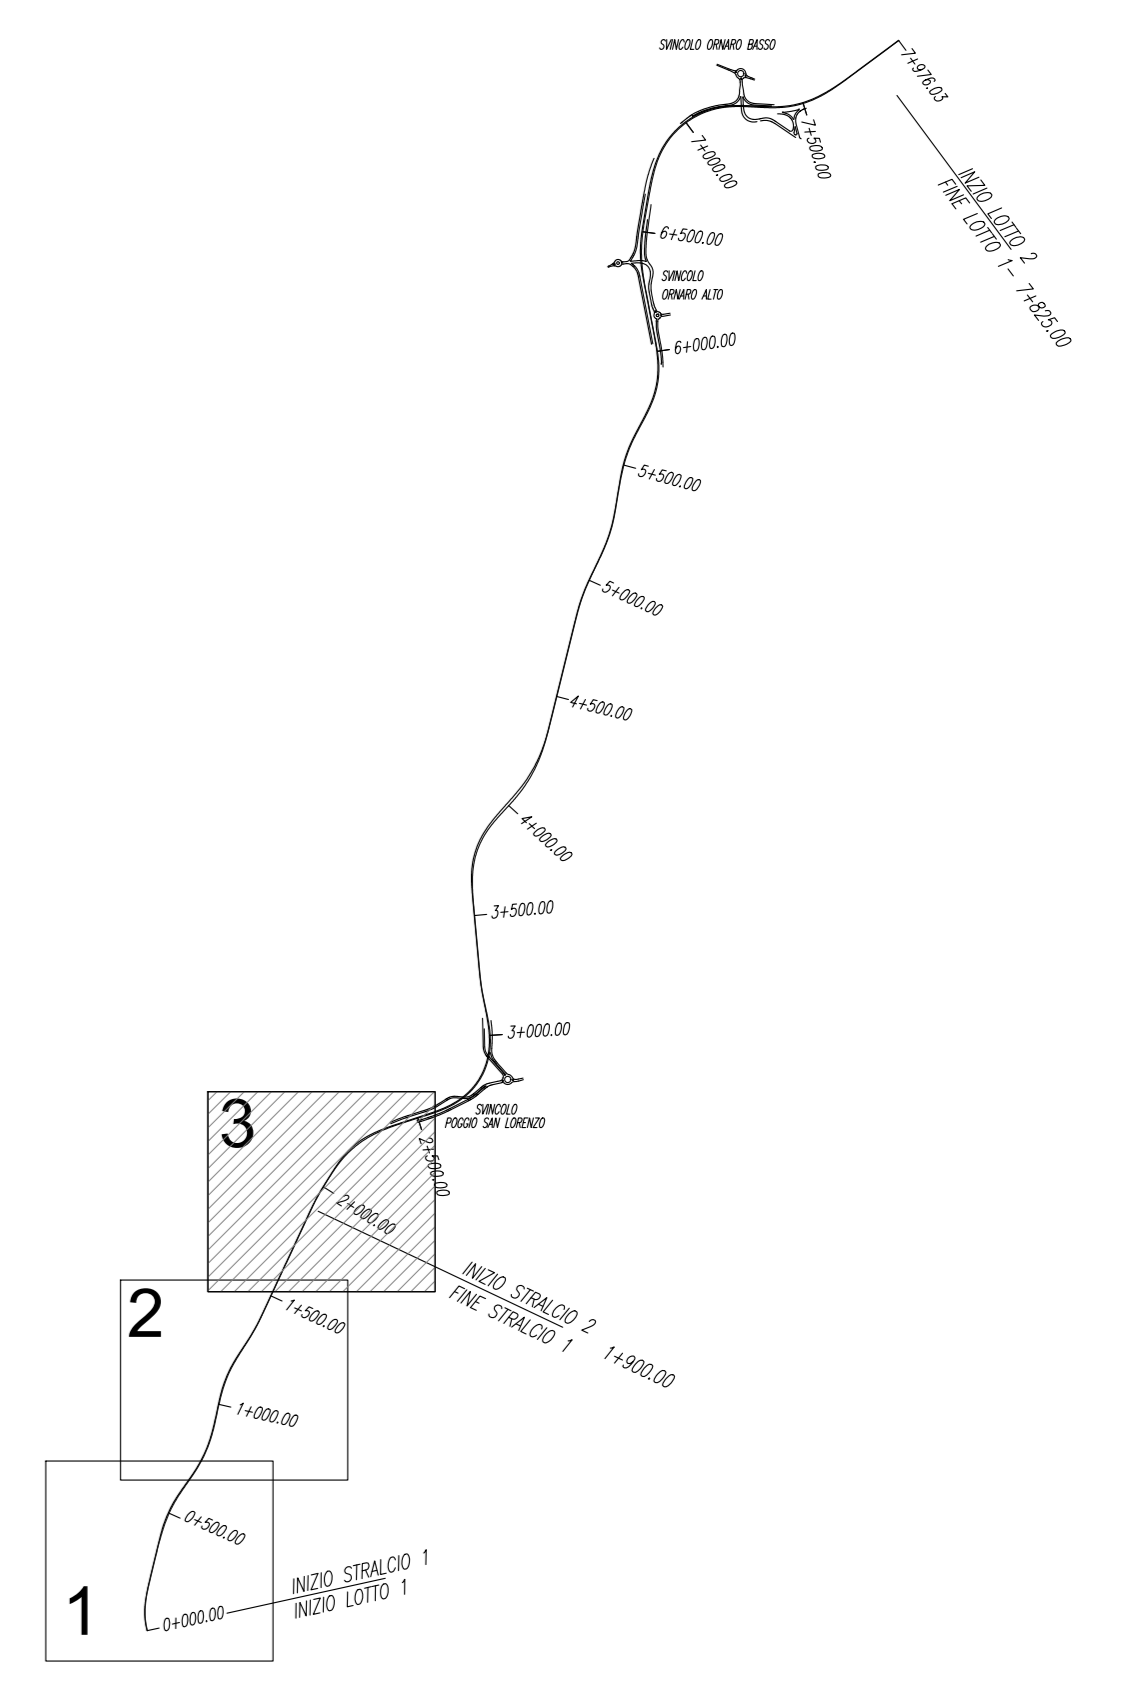 SVINCOLO ORNARO BASSO
7+976.03
7+500.00
7+000.00
INZIO LOTTO 2
FINE LOTTO 1- 7+825.00
6+500.00
SVINCOLO
ORNARO ALTO
6+000.00
5+500.00
5+000.00
4+500.00
4+000.00
3+500.00
3+000.00
3
SVINCOLO
POGGIO SAN LORENZO
2+500.00
2+000.00
INIZIO STRALCIO 2
FINE STRALCIO 1 1+900.00
2
1+500.00
1+000.00
0+500.00
1
0+000.00
INIZIO STRALCIO 1
INIZIO LOTTO 1